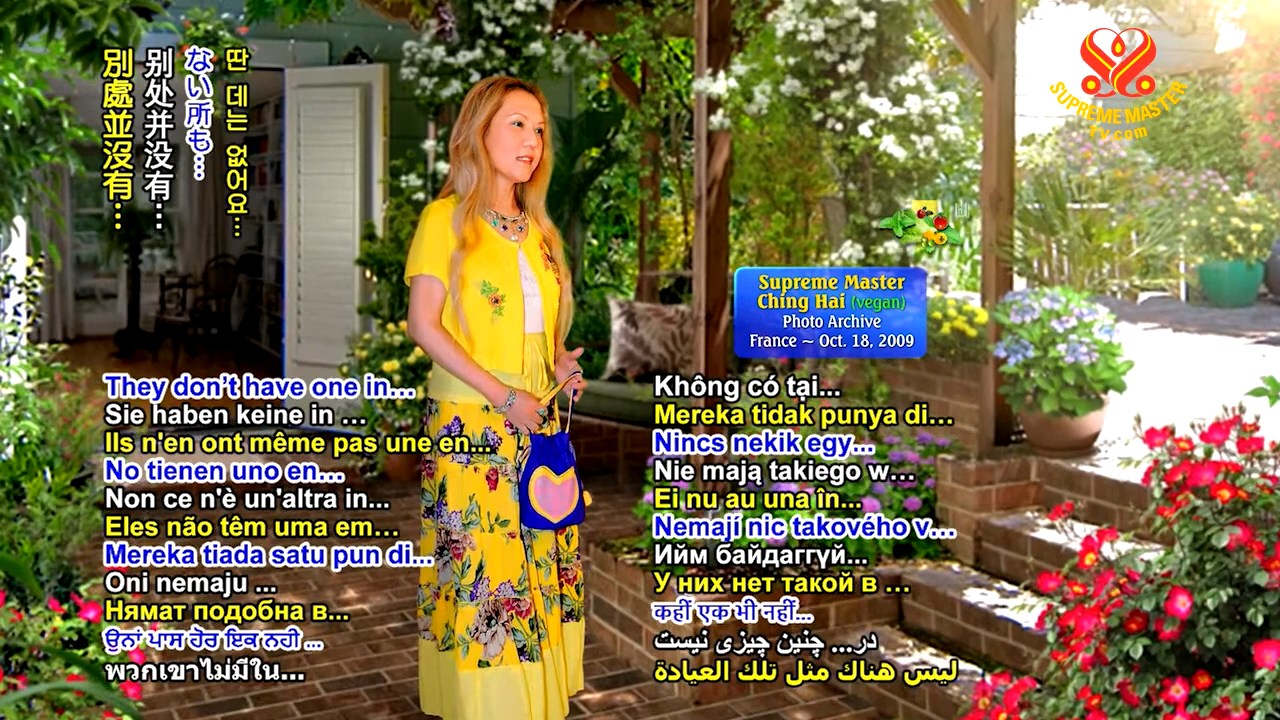 別處並沒有…
别处并没有…
ない所も…
딴 데는 없어요…
SUPREME MASTER
TV.com
Supreme Master
Ching Hai (vegan)
Photo Archive
France ~ Oct. 18, 2009
They don't have one in…
Sie haben keine in …
Ils n'en ont même pas une en...
No tienen uno en…
Non ce n'è un'altra in...
Eles não têm uma em…
Mereka tiada satu pun di...
Oni nemaju ...
Нямат подобна в...
ਉਨਾਂ ਪਾਸ ਹੋਰ ਇਕ ਨਹੀ ...
พวกเขาไม่มีใน...
Không có tại...
Mereka tidak punya di…
Nincs nekik egy...
Nie mają takiego w…
Ei nu au una în...
Nemají nic takového v…
Ийм байдаггүй...
У них нет такой в …
कहीं एक भी नहीं...
در... چنین چیزی نیست
ليس هناك مثل تلك العيادة